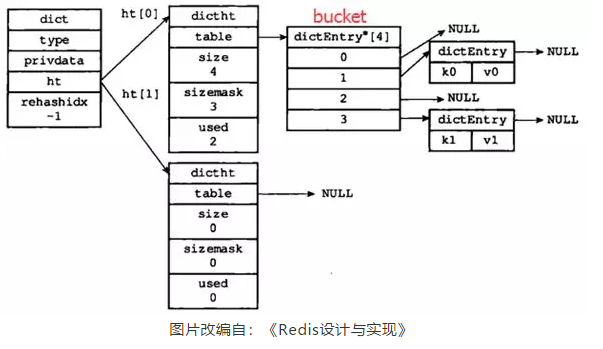 dict
type
privdata
ht
rehashidx
-1
ht[0]
ht[1]
dictht
table
size
4
sizemask
3
used
2
bucket
dictEntry*[4]
0
1
2
3
NULL
dictEntry
k0 v0
NULL
NULL
dictEntry
k1 v1
NULL
dictht
table
size
0
sizemask
0
used
0
NULL
图片改编自：《Redis设计与实现》